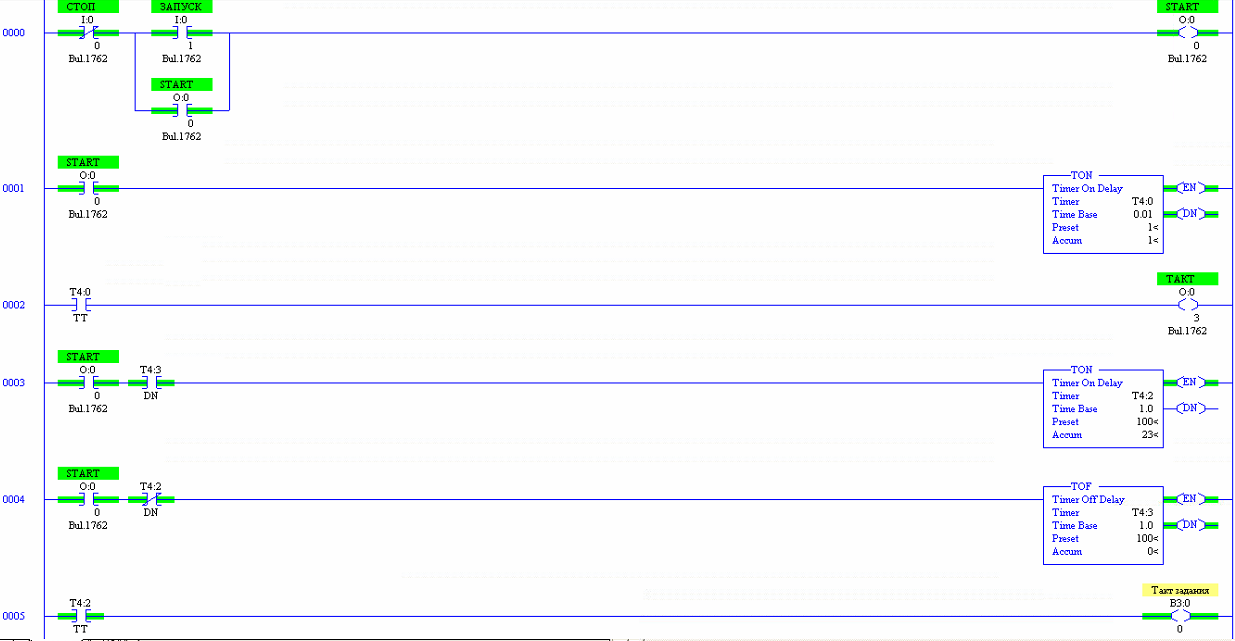 СТОП ЗАПУСК START
I:0 I:0 O:0
0000
0 1 0
Bul.1762 Bul.1762 Bul.1762
START
O:0
0
Bul.1762
START
O:0 TON
0001 Timer On Delay EN
0 Timer T4:0
Bul.1762 Time Base 0.01 DN
Preset 1<
Accum 1<
ТАКТ
T4:0 O:0
0002
TT 3
Bul.1762
START
O:0 T4:3 TON
0003 Timer On Delay EN
0 DN Timer T4:2
Bul.1762 Time Base 1.0 DN
Preset 100<
Accum 23<
START
O:0 T4:2 TOF
0004 Timer Off Delay EN
0 DN Timer T4:3
Bul.1762 Time Base 1.0 DN
Preset 100<
Accum 0<
Такт задания
T4:2 B3:0
0005
TT 0